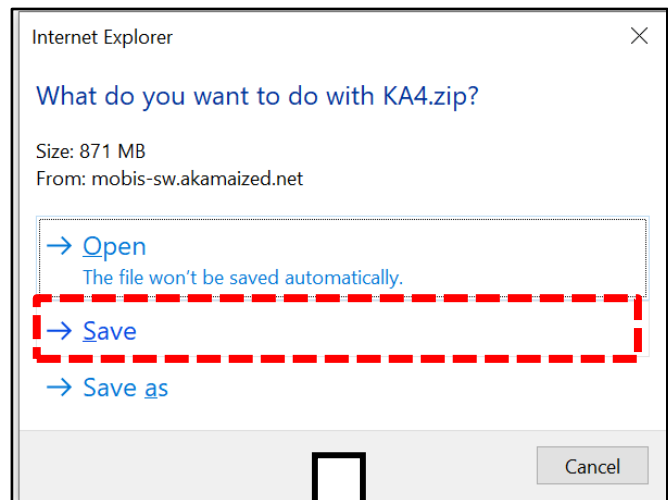 Internet Explorer
What do you want to do with KA4.zip?
Size: 871 MB
From: mobis-sw.akamaized.net
→ Open
The file won't be saved automatically.
→ Save
→ Save as
Cancel